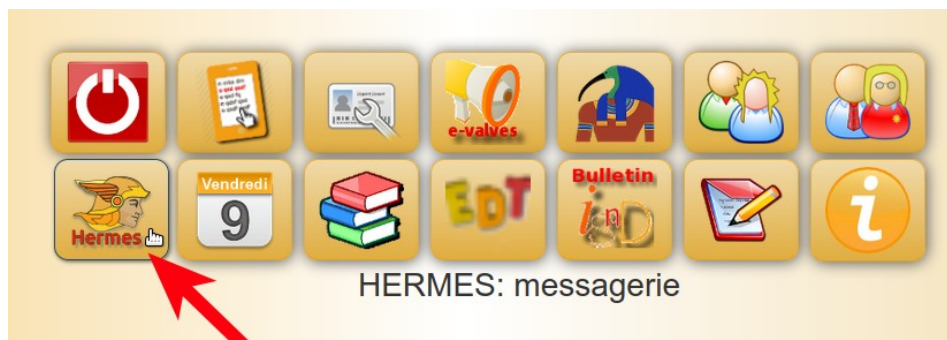 e-valves
Hermes
Vendredi
9
EDT
Bulletin
i n D
HERMES: messagerie